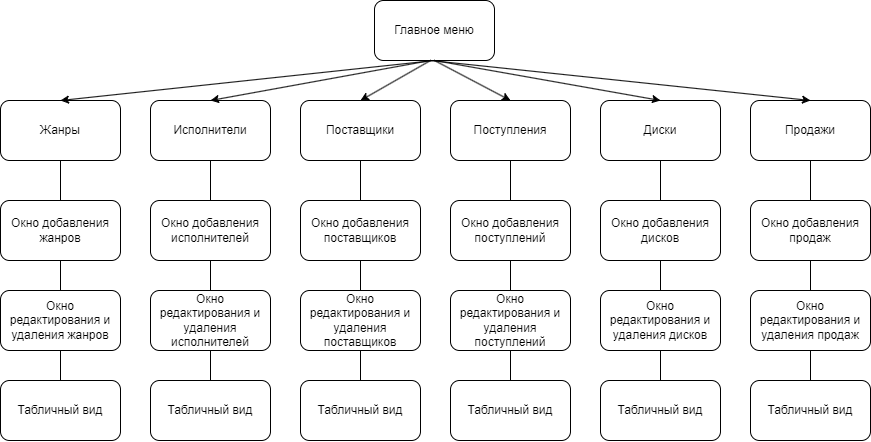 Главное меню
Жанры
Исполнители
Поставщики
Поступления
Диски
Продажи
Окно добавления
жанров
Окно добавления
исполнителей
Окно добавления
поставщиков
Окно добавления
поступлений
Окно добавления
дисков
Окно добавления
продаж
Окно
редактирования и
удаления жанров
Окно
редактирования и
удаления
исполнителей
Окно
редактирования и
удаления
поставщиков
Окно
редактирования и
удаления
поступлений
Окно
редактирования и
удаления дисков
Окно
редактирования и
удаления продаж
Табличный вид
Табличный вид
Табличный вид
Табличный вид
Табличный вид
Табличный вид